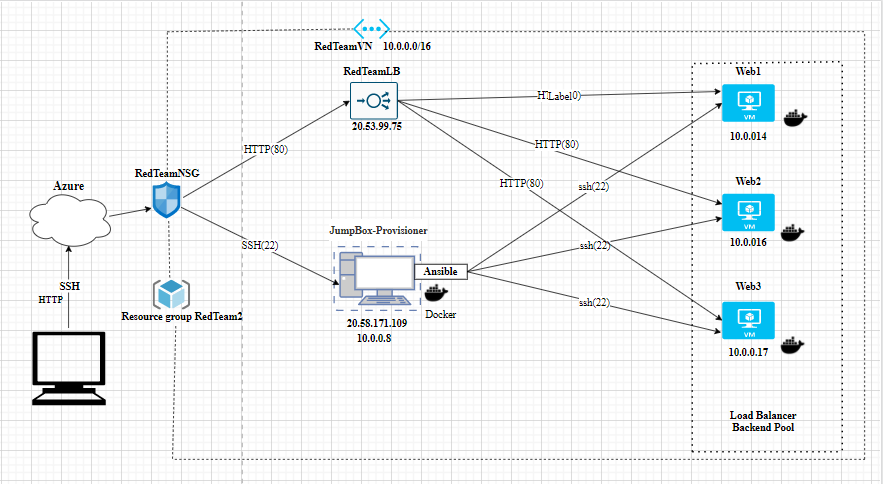 RedTeamVN 10.0.0.0/16
RedTeamLB
20.53.99.75
Web1
VM
10.0.014
HTTP(80)
Label0)
HTTP(80)
HTTP(80)
RedTeamNSG
Azure
Web2
VM
10.0.016
ssh(22)
ssh(22)
ssh(22)
SSH(22)
JumpBox-Provisioner
Ansible
Docker
20.58.171.109
10.0.0.8
SSH
HTTP
Resource group RedTeam2
Web3
VM
10.0.0.17
Load Balancer
Backend Pool